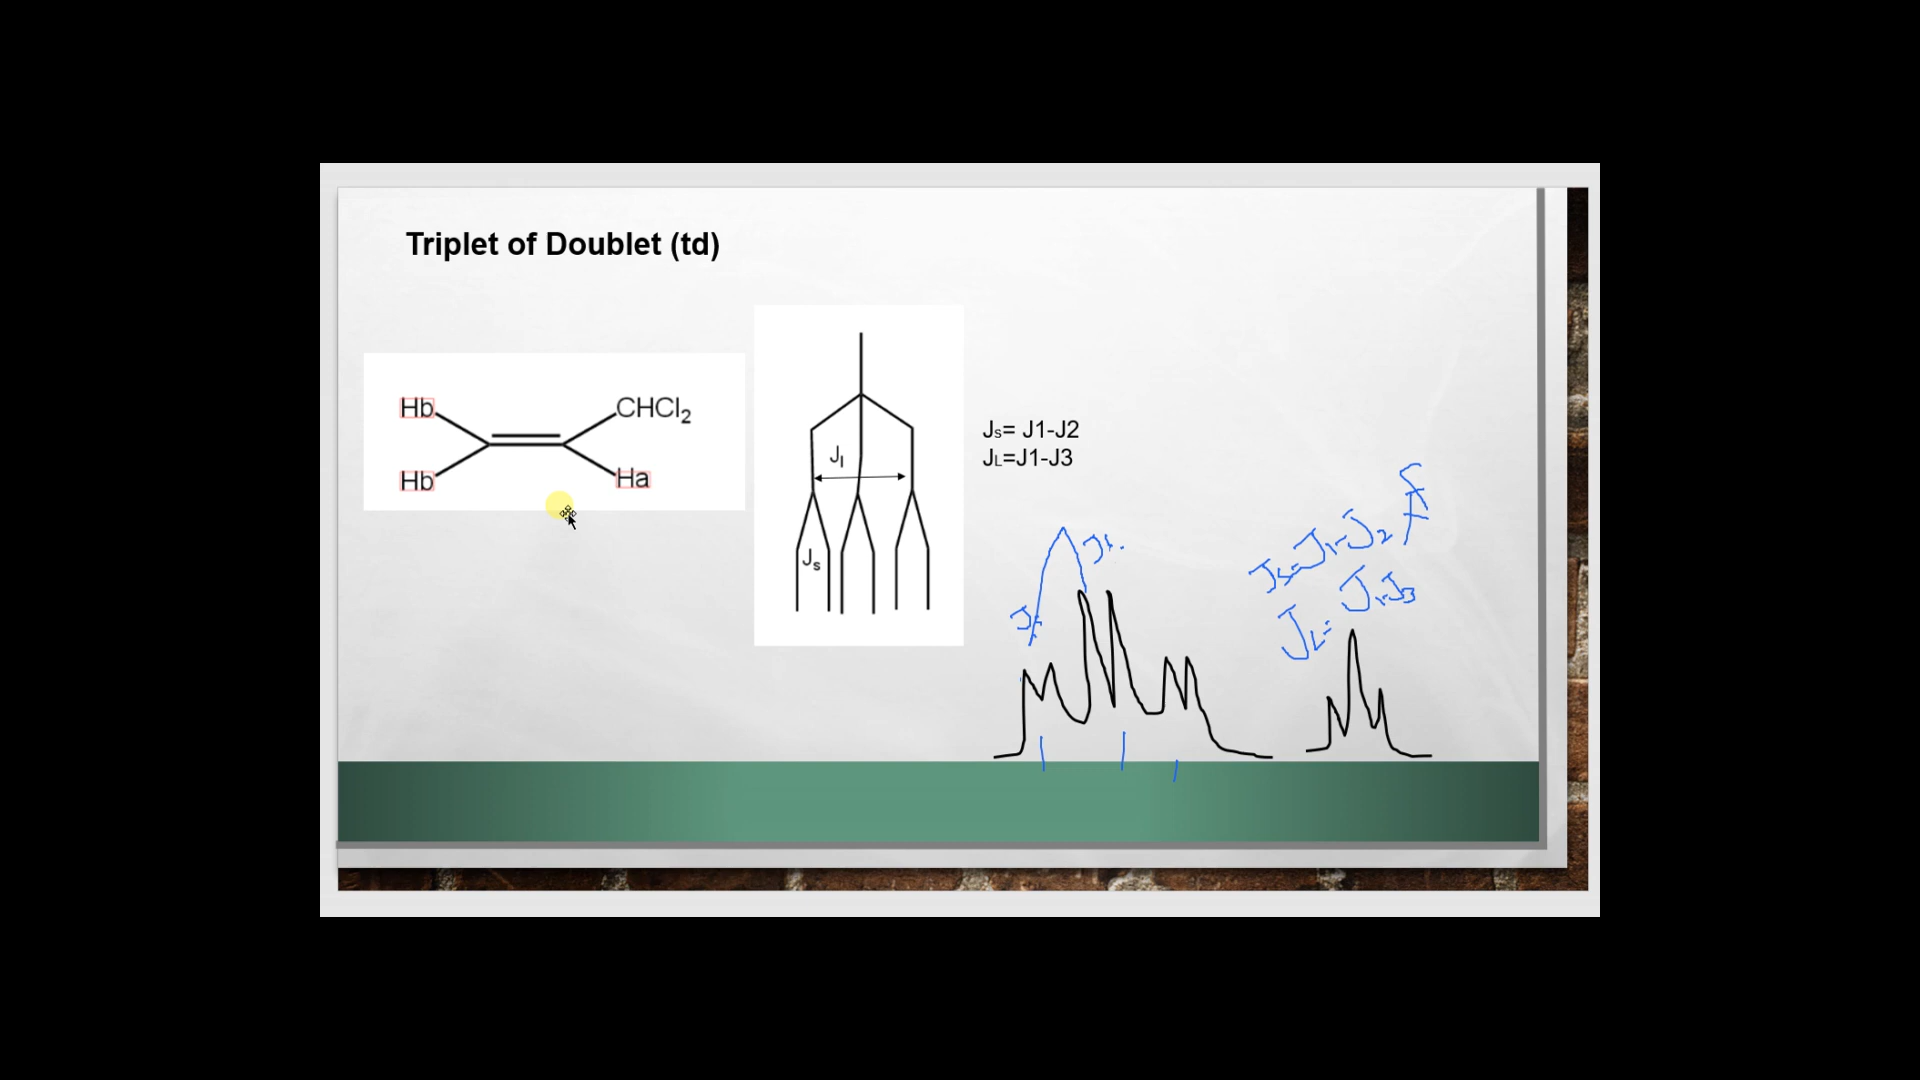 Triplet of Doublet (td)
Hb
CHCl2
Hb
Ha
Jl
Js
Js= J1-J2
JL=J1-J3
Js=J1-J2
JL= J1-J3